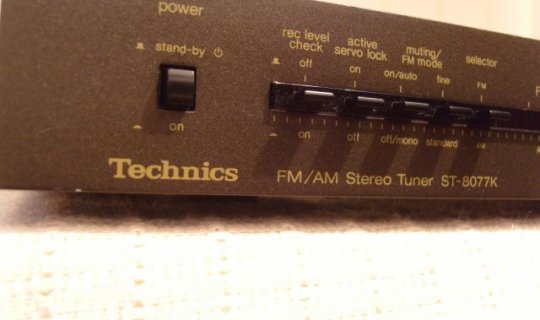 power
stand-by
on
rec level
check
off
on
active
servo lock
on
off
muting/
FM mode
on/auto
off/mono
fine
standard
selector
FM
AM
Technics
FM/AM Stereo Tuner ST-8077K